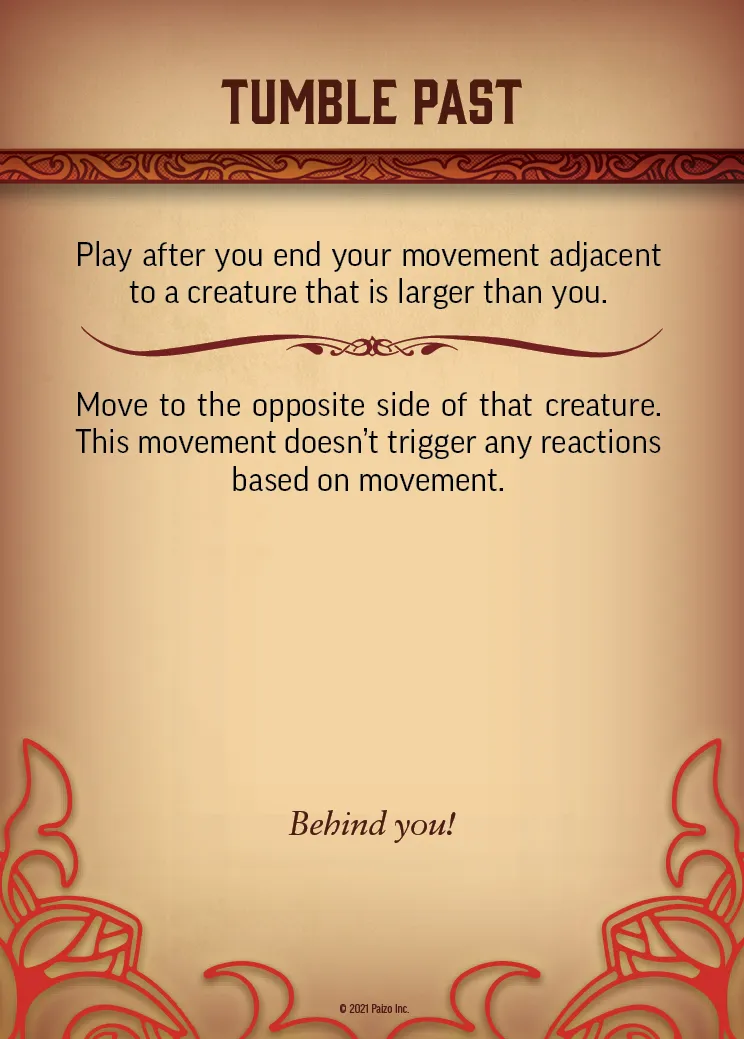 TUMBLE PAST
Play after you end your movement adjacent
to a creature that is larger than you.
Move to the opposite side of that creature.
This movement doesn’t trigger any reactions
based on movement.
Behind you!
© 2021 Paizo Inc.